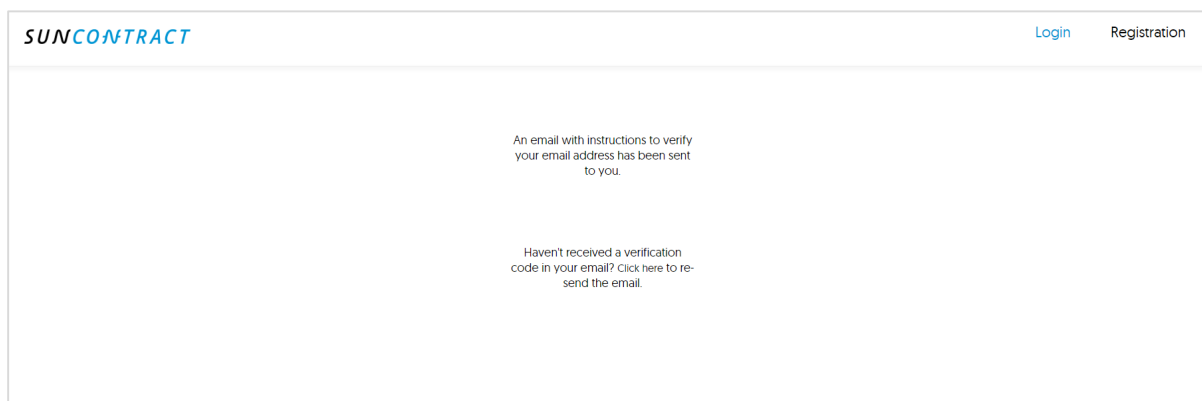 SUNCONTRACT
Login
Registration
An email with instructions to verify
your email address has been sent
to you.
Haven't received a verification
code in your email? Click here to re-
send the email.